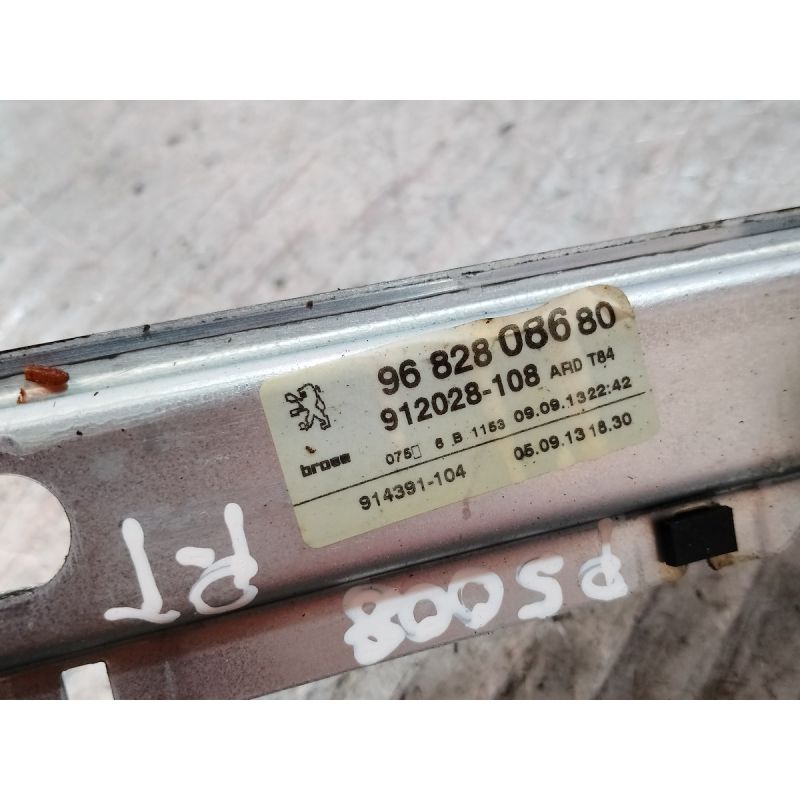 96 828 086 80
912028-108 ARD T84
brose 075 6 B 1153 09.09.13 22:42
914391-104 05.09.13 18.30
RT
P5008